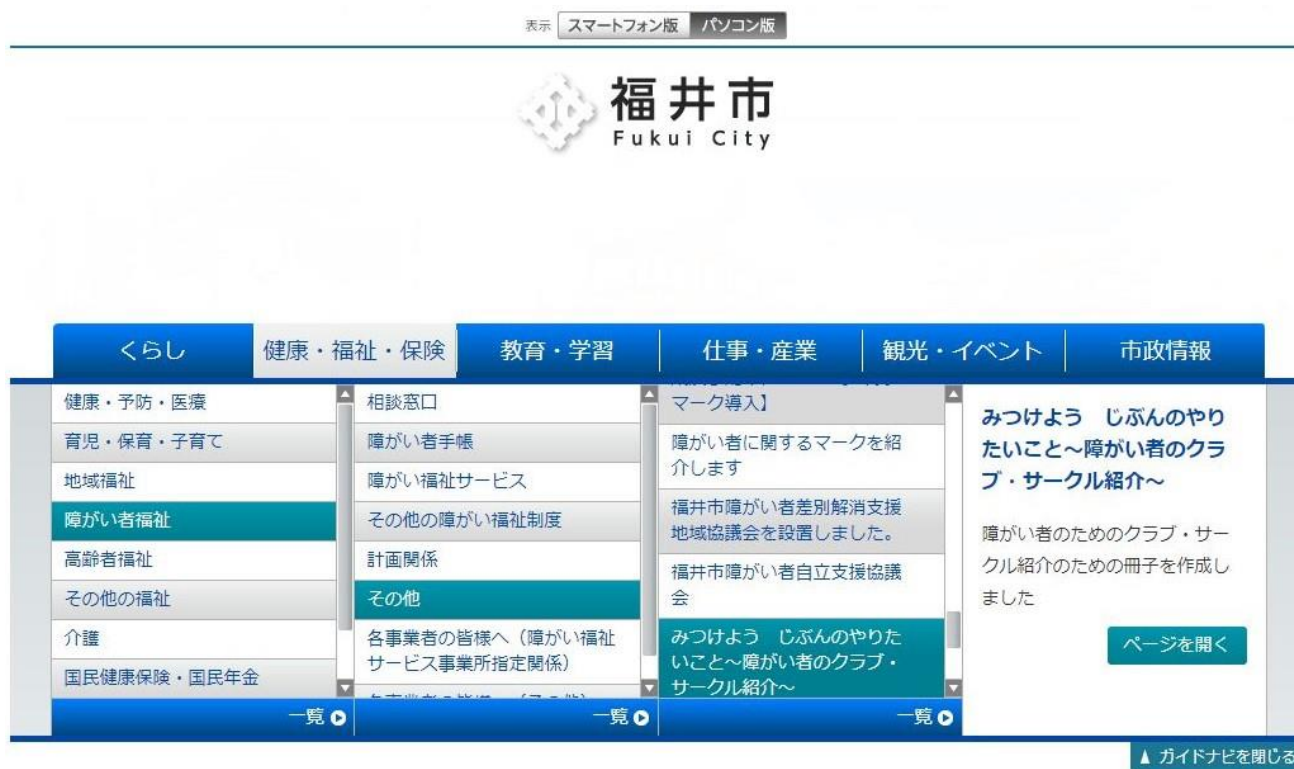 表示 スマートフォン版 パソコン版
福井市
Fukui City
くらし 健康・福祉・保険 教育・学習 仕事・産業 観光・イベント 市政情報
健康・予防・医療
育児・保育・子育て
地域福祉
障がい者福祉
高齢者福祉
その他の福祉
介護
国民健康保険・国民年金
一覧
相談窓口
障がい者手帳
障がい福祉サービス
その他の障がい福祉制度
計画関係
その他
各事業者の皆様へ（障がい福祉
サービス事業所指定関係）
一覧
マーク導入】
障がい者に関するマークを紹
介します
福井市障がい者差別解消支援
地域協議会を設置しました。
福井市障がい者自立支援協議
会
みつけよう　じぶんのやりた
いこと～障がい者のクラブ・
サークル紹介～
一覧
みつけよう　じぶんのやり
たいこと～障がい者のクラ
ブ・サークル紹介～
障がい者のためのクラブ・サー
クル紹介のための冊子を作成し
ました
ページを開く
▲ ガイドナビを閉じる